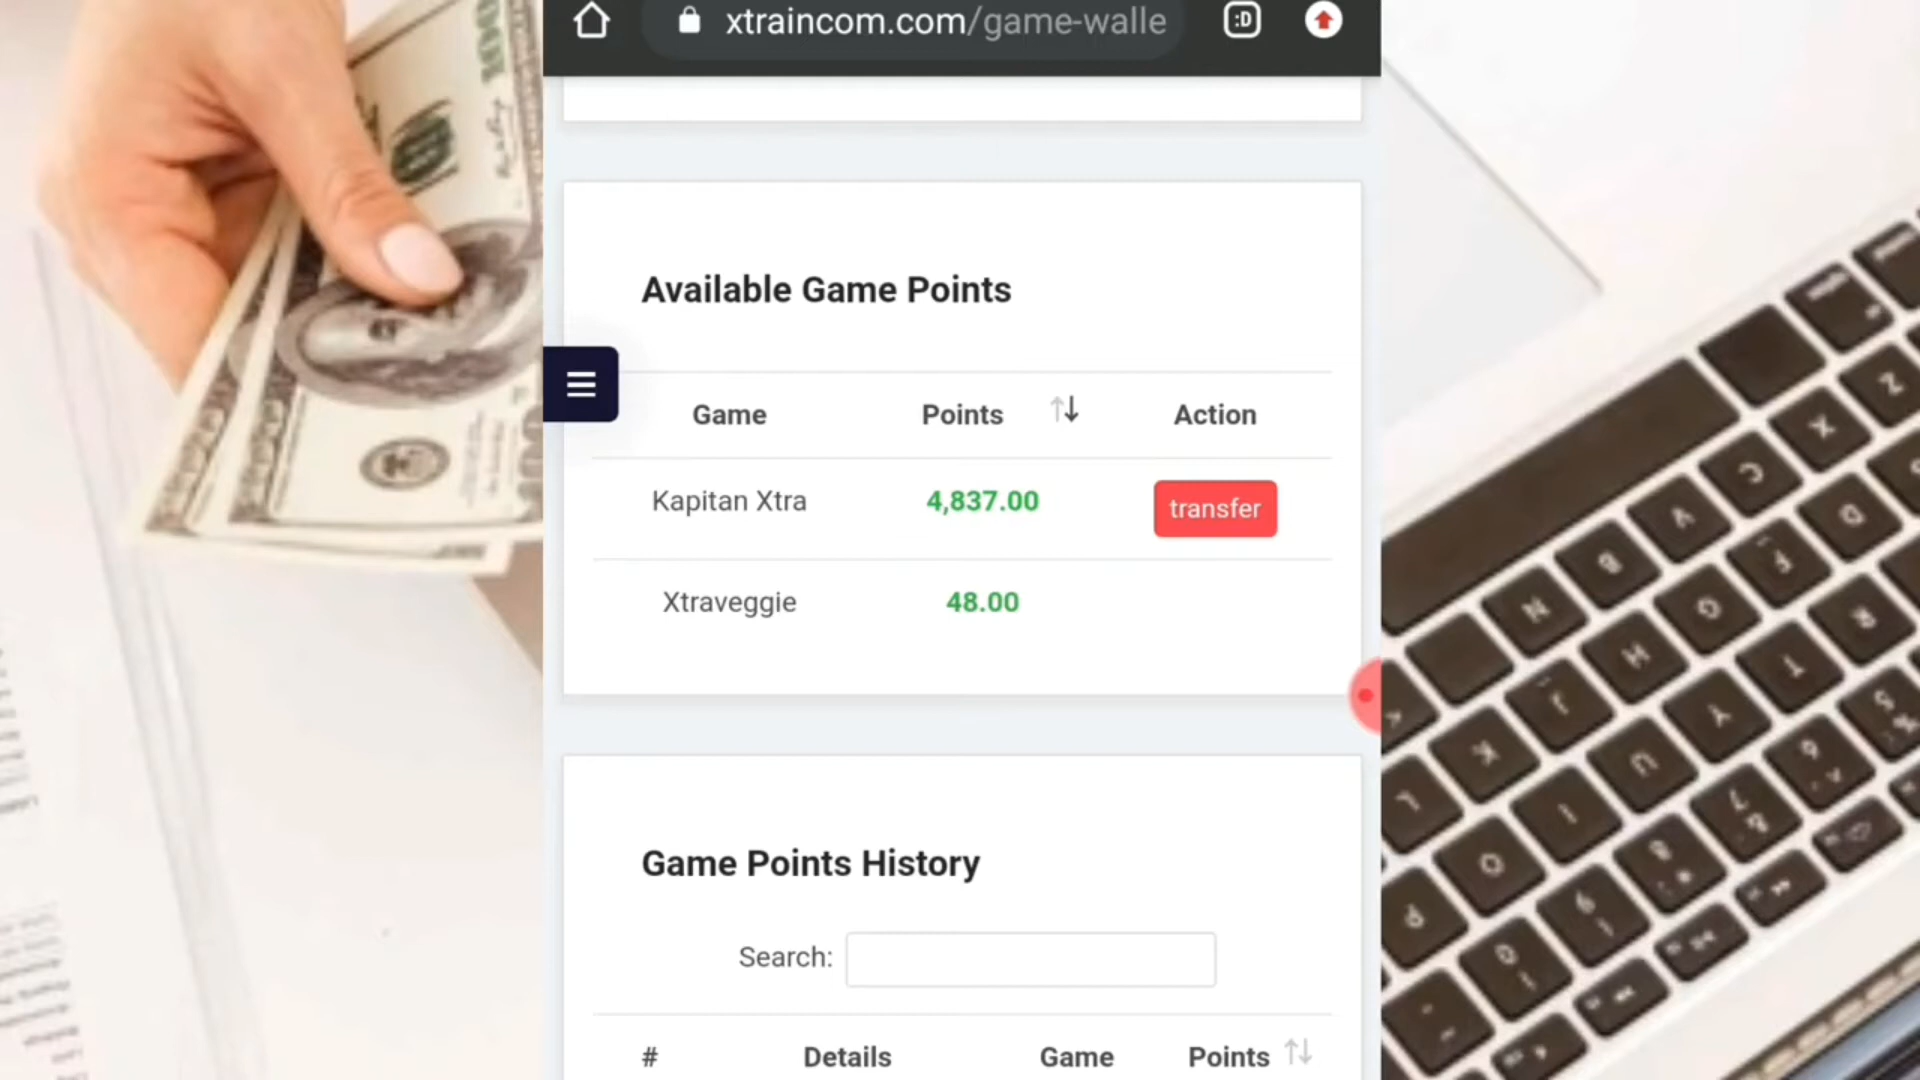 xtraincom.com/game-walle
:D
Available Game Points
Game Points Action
Kapitan Xtra 4,837.00 transfer
Xtraveggie 48.00
Game Points History
Search:
# Details Game Points